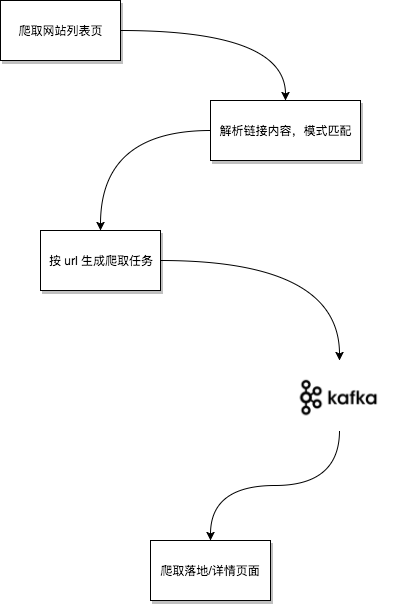 爬取网站列表页
解析链接内容，模式匹配
按 url 生成爬取任务
kafka
爬取落地/详情页面